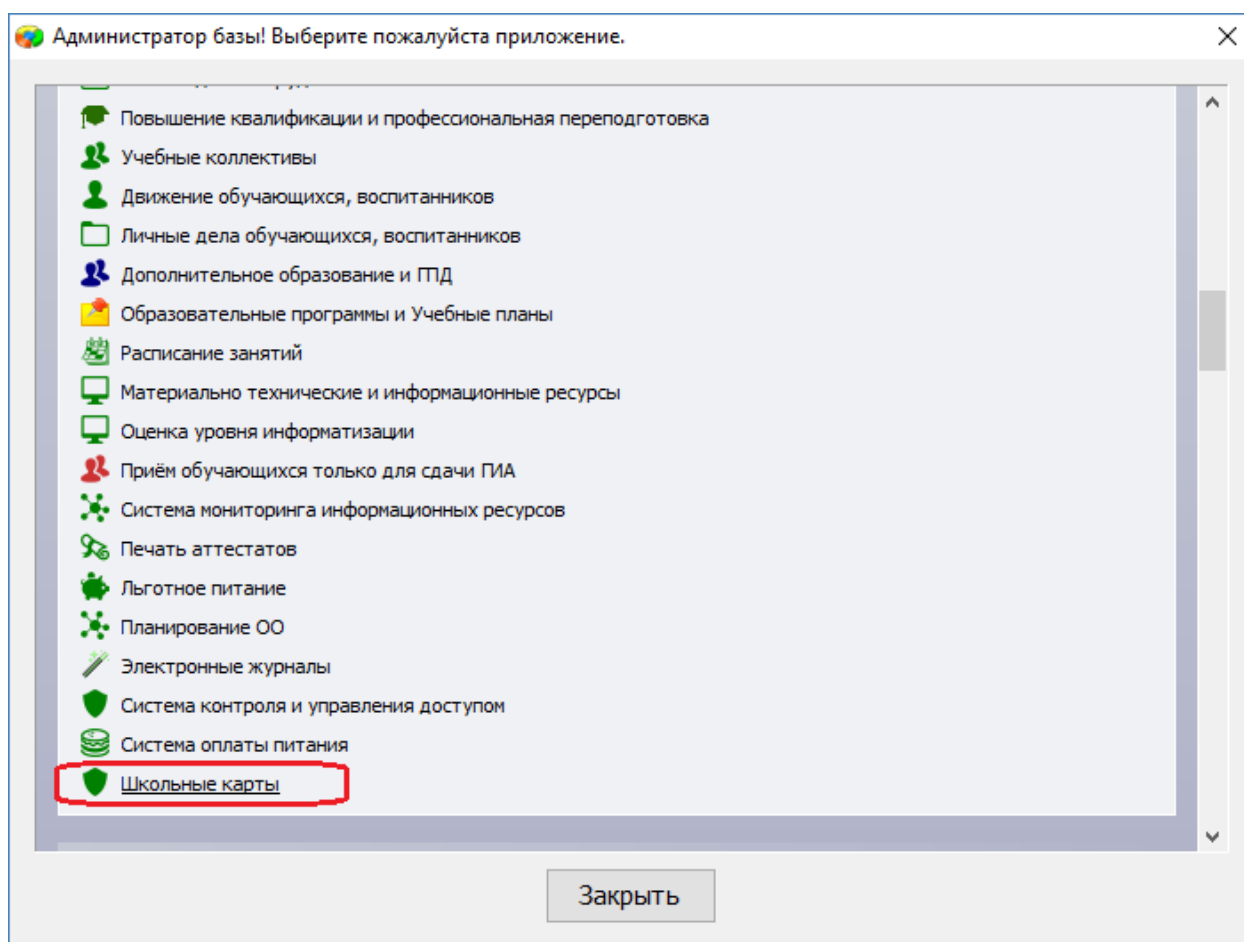 Администратор базы! Выберите пожалуйста приложение.
Повышение квалификации и профессиональная переподготовка
Учебные коллективы
Движение обучающихся, воспитанников
Личные дела обучающихся, воспитанников
Дополнительное образование и ГПД
Образовательные программы и Учебные планы
Расписание занятий
Материально технические и информационные ресурсы
Оценка уровня информатизации
Приём обучающихся только для сдачи ГИА
Система мониторинга информационных ресурсов
Печать аттестатов
Льготное питание
Планирование ОО
Электронные журналы
Система контроля и управления доступом
Система оплаты питания
Школьные карты
Закрыть